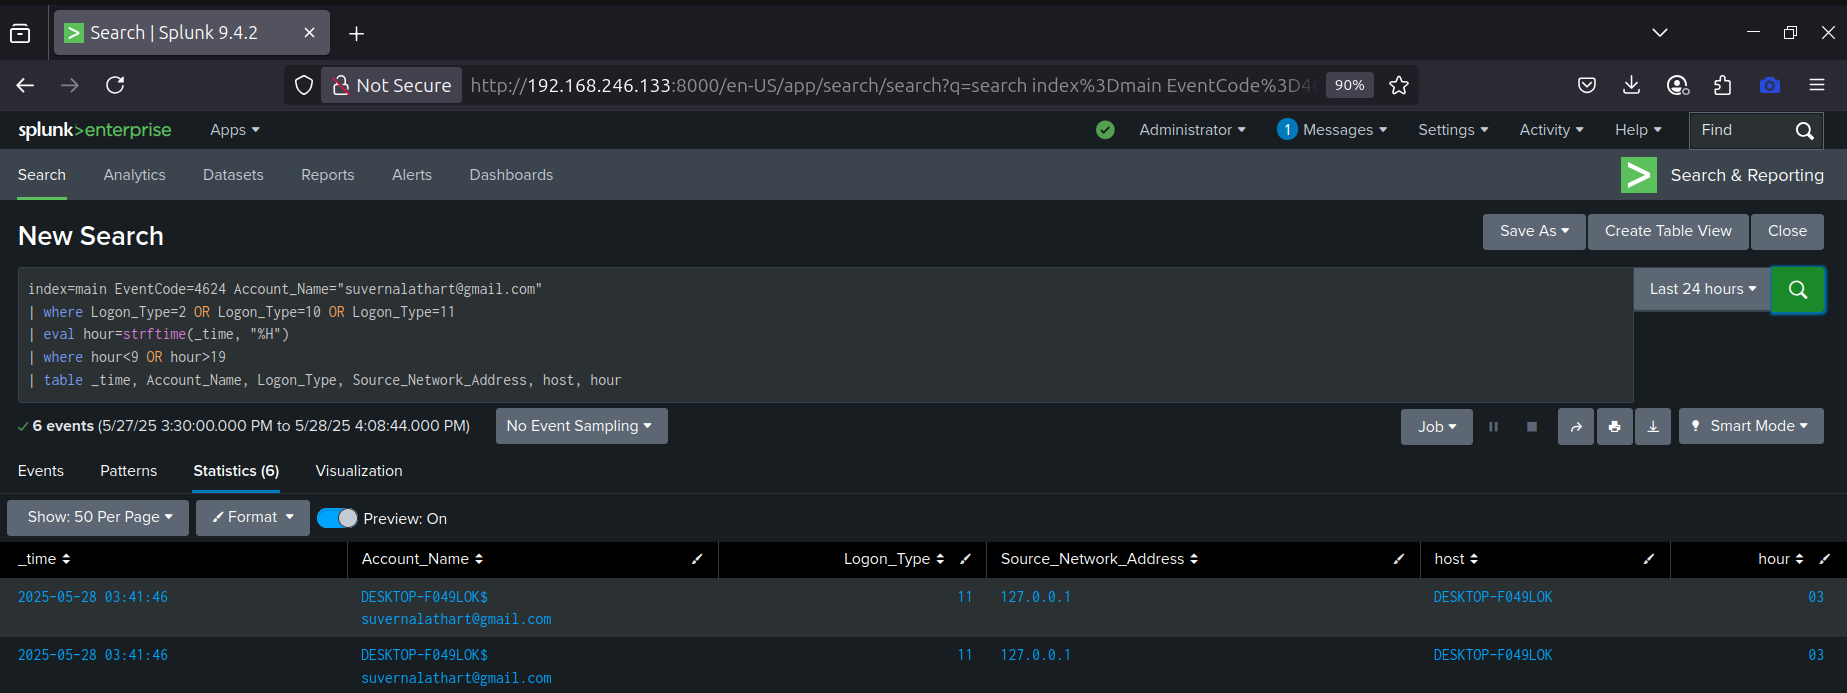 Search | Splunk 9.4.2
Not Secure http://192.168.246.133:8000/en-US/app/search/search?q=search index%3Dmain EventCode%3D4 90%
splunk>enterprise Apps Administrator 1 Messages Settings Activity Help Find
Search Analytics Datasets Reports Alerts Dashboards Search & Reporting
New Search Save As Create Table View Close
index=main EventCode=4624 Account_Name="suvernalathart@gmail.com" Last 24 hours
| where Logon_Type=2 OR Logon_Type=10 OR Logon_Type=11
| eval hour=strftime(_time, "%H")
| where hour<9 OR hour>19
| table _time, Account_Name, Logon_Type, Source_Network_Address, host, hour
6 events (5/27/25 3:30:00.000 PM to 5/28/25 4:08:44.000 PM) No Event Sampling Job Smart Mode
Events Patterns Statistics (6) Visualization
Show: 50 Per Page Format Preview: On
_time Account_Name Logon_Type Source_Network_Address host hour
2025-05-28 03:41:46 DESKTOP-F049LOK$ 11 127.0.0.1 DESKTOP-F049LOK 03
suvernalathart@gmail.com
2025-05-28 03:41:46 DESKTOP-F049LOK$ 11 127.0.0.1 DESKTOP-F049LOK 03
suvernalathart@gmail.com